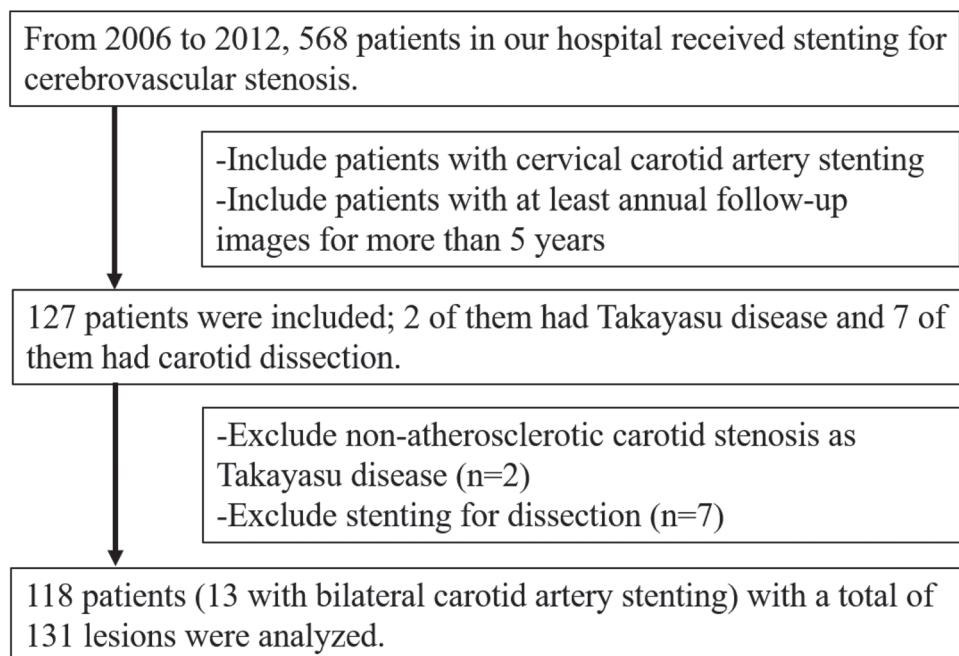 From 2006 to 2012, 568 patients in our hospital received stenting for
cerebrovascular stenosis.
-Include patients with cervical carotid artery stenting
-Include patients with at least annual follow-up
images for more than 5 years
127 patients were included; 2 of them had Takayasu disease and 7 of
them had carotid dissection.
-Exclude non-atherosclerotic carotid stenosis as
Takayasu disease (n=2)
-Exclude stenting for dissection (n=7)
118 patients (13 with bilateral carotid artery stenting) with a total of
131 lesions were analyzed.